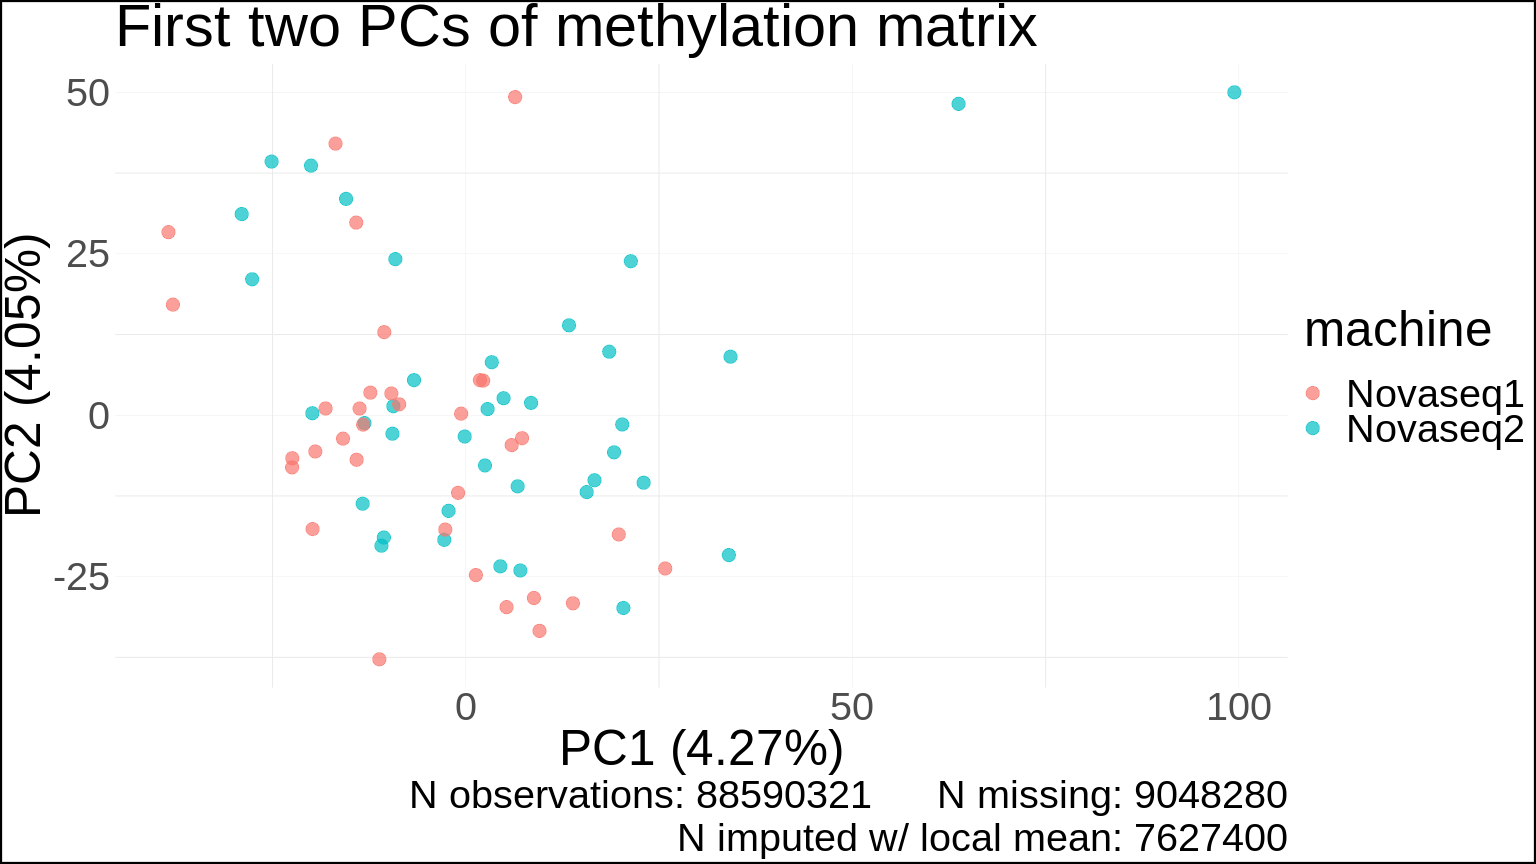 First two PCs of methylation matrix
50
25
0
-25
PC2 (4.05%)
0 50 100
PC1 (4.27%)
machine
Novaseq1
Novaseq2
N observations: 88590321 N missing: 9048280
N imputed w/ local mean: 7627400